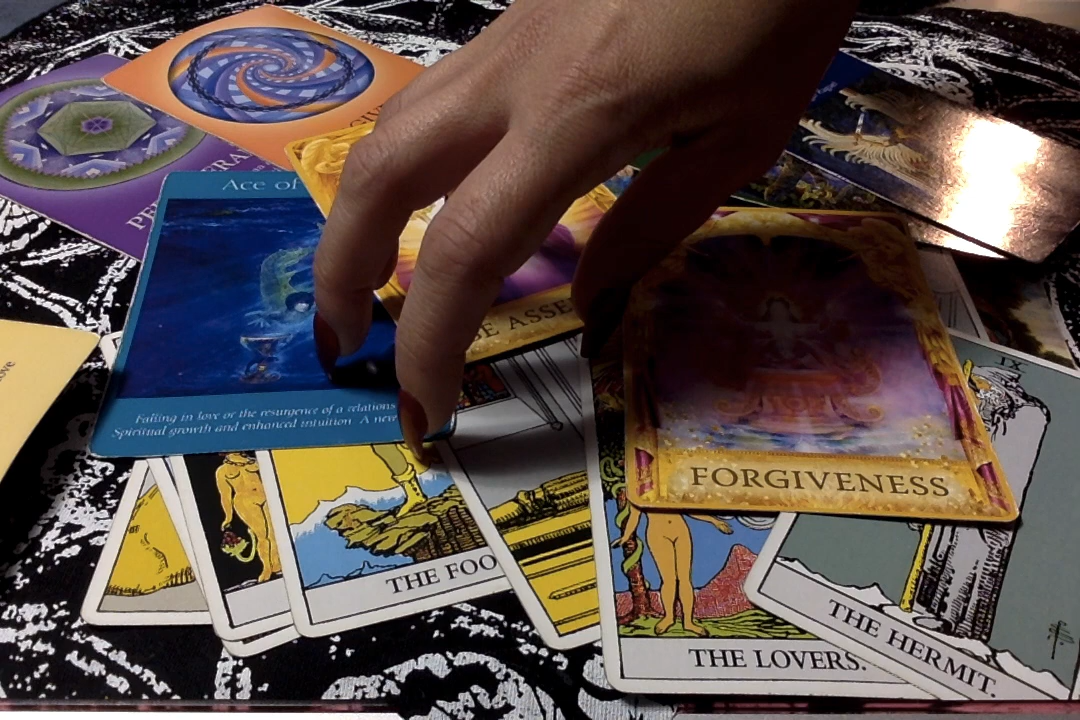 Ace of
Falling in love or the resurgence of a relations
Spiritual growth and enhanced intuition A new
FORGIVENESS
IX
THE FOO
THE LOVERS.
THE HERMIT.